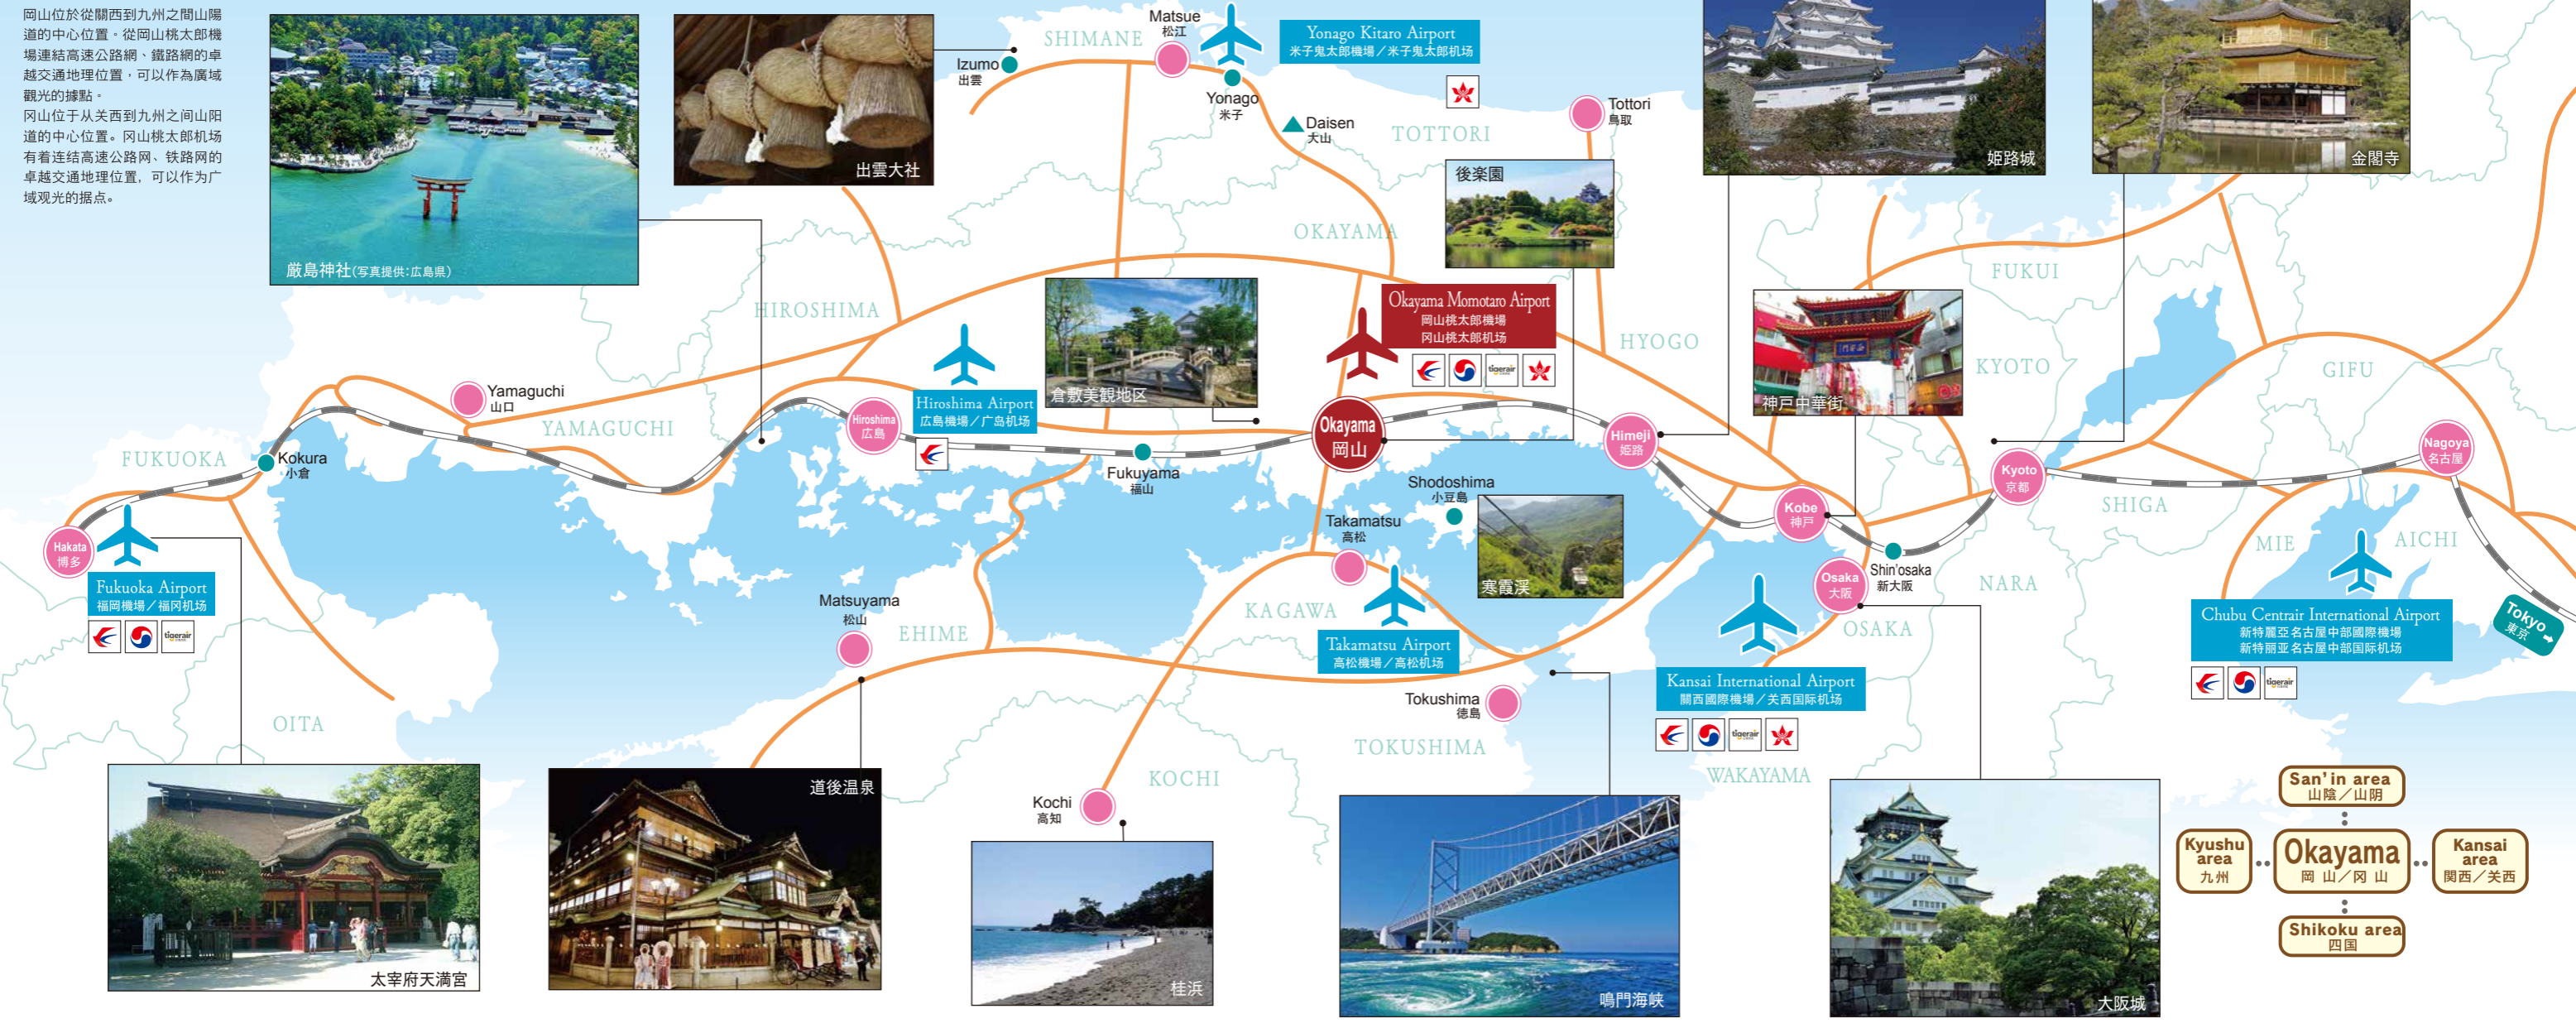 岡山位於從關西到九州之間山陽
道的中心位置。從岡山桃太郎機
場連結高速公路網、鐵路網的卓
越交通地理位置，可以作為廣域
觀光的據點。
冈山位于从关西到九州之间山阳
道的中心位置。冈山桃太郎机场
有着连结高速公路网、铁路网的
卓越交通地理位置，可以作为广
域观光的据点。
厳島神社(写真提供:広島県)
出雲大社
SHIMANE
Matsue
松江
Izumo
出雲
Yonago
米子
Yonago Kitaro Airport
米子鬼太郎機場／米子鬼太郎机场
Daisen
大山
TOTTORI
Tottori
鳥取
後楽園
姫路城
金閣寺
OKAYAMA
HIROSHIMA
倉敷美観地区
Okayama Momotaro Airport
岡山桃太郎機場
冈山桃太郎机场
tigerair
HYOGO
神戸中華街
FUKUI
KYOTO
GIFU
Yamaguchi
山口
YAMAGUCHI
Hiroshima
広島
Hiroshima Airport
広島機場／广岛机场
Okayama
岡山
Himeji
姫路
Fukuyama
福山
FUKUOKA
Kokura
小倉
Hakata
博多
Fukuoka Airport
福岡機場／福冈机场
tigerair
Shodoshima
小豆島
寒霞渓
Takamatsu
高松
Kobe
神戸
Kyoto
京都
Nagoya
名古屋
SHIGA
MIE
AICHI
Shin'osaka
新大阪
Osaka
大阪
NARA
OSAKA
Matsuyama
松山
EHIME
KAGAWA
Takamatsu Airport
高松機場／高松机场
Kansai International Airport
關西國際機場／关西国际机场
tigerair
Chubu Centrair International Airport
新特麗亞名古屋中部國際機場
新特丽亚名古屋中部国际机场
tigerair
Tokyo
東京
OITA
Tokushima
徳島
TOKUSHIMA
WAKAYAMA
KOCHI
Kochi
高知
太宰府天満宮
道後温泉
桂浜
鳴門海峡
大阪城
San'in area
山陰／山阴
Kyushu
area
九州
Okayama
岡 山／冈 山
Kansai
area
関西／关西
Shikoku area
四国